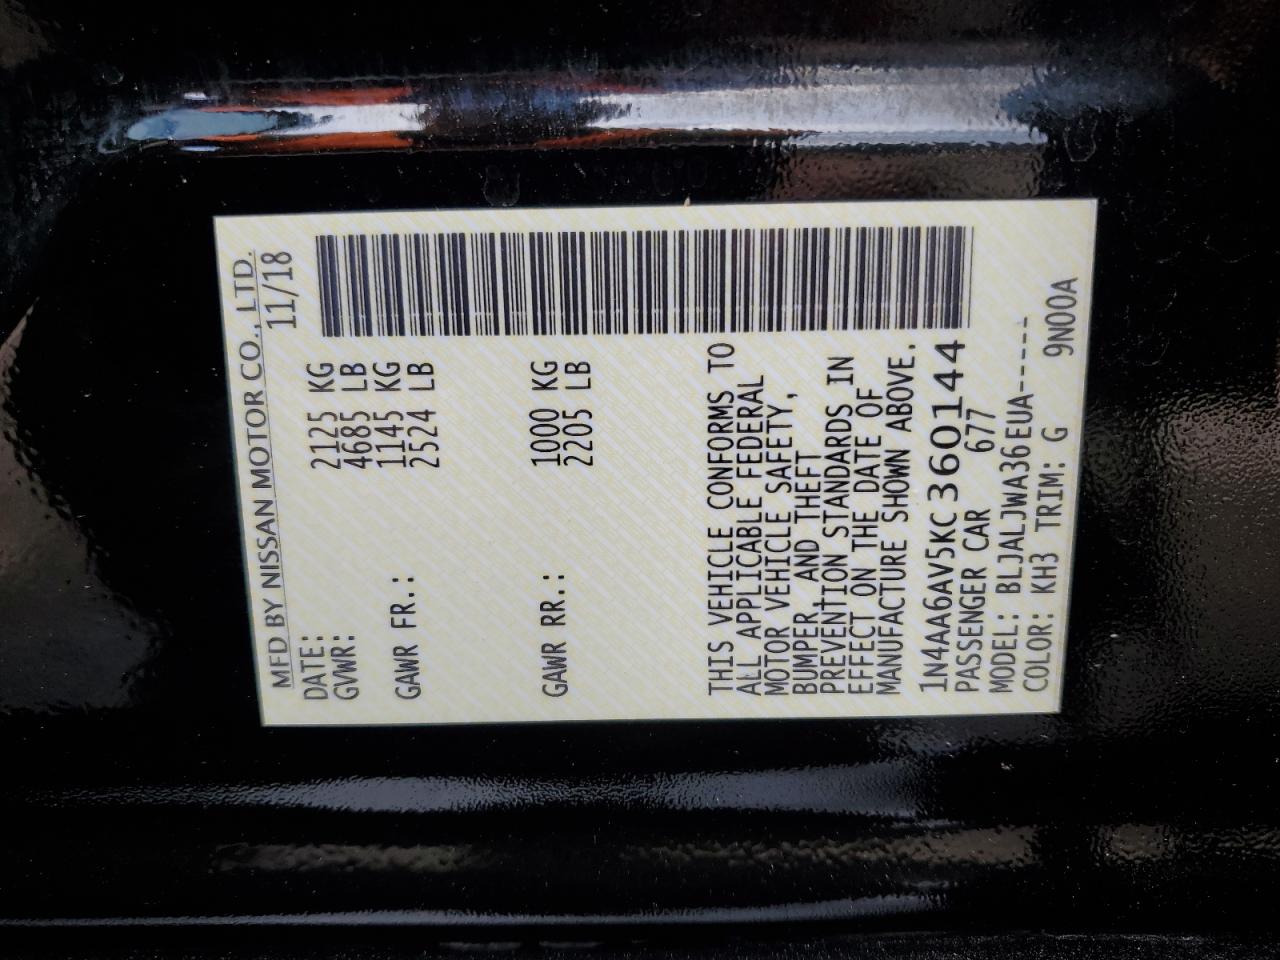 MFD BY NISSAN MOTOR CO., LTD.
DATE: 11/18
GVWR: 2125 KG
4685 LB
GAWR FR.: 1145 KG
2524 LB
GAWR RR.: 1000 KG
2205 LB
THIS VEHICLE CONFORMS TO
ALL APPLICABLE FEDERAL
MOTOR VEHICLE SAFETY,
BUMPER, AND THEFT
PREVENTION STANDARDS IN
EFFECT ON THE DATE OF
MANUFACTURE SHOWN ABOVE.
1N4AA6AV5KC360144
PASSENGER CAR 677
MODEL: BLJALJWA36EUA-----
COLOR: KH3 TRIM: G 9N00A